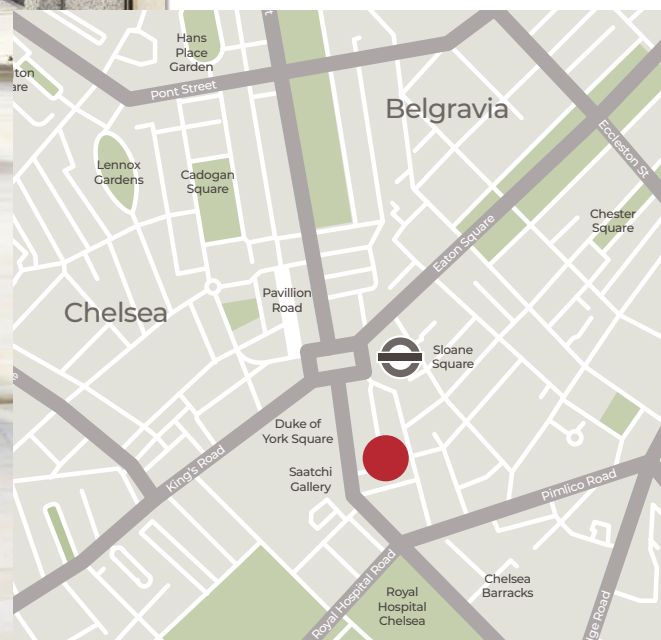 Hans
Place
Garden
Pont Street
Belgravia
Eccleston St
Lennox
Gardens
Cadogan
Square
Chester
Square
Eaton Square
Pavillion
Road
Chelsea
Sloane
Square
Duke of
York Square
King's Road
Saatchi
Gallery
Pimlico Road
Royal Hospital Road
Royal
Hospital
Chelsea
Chelsea
Barracks